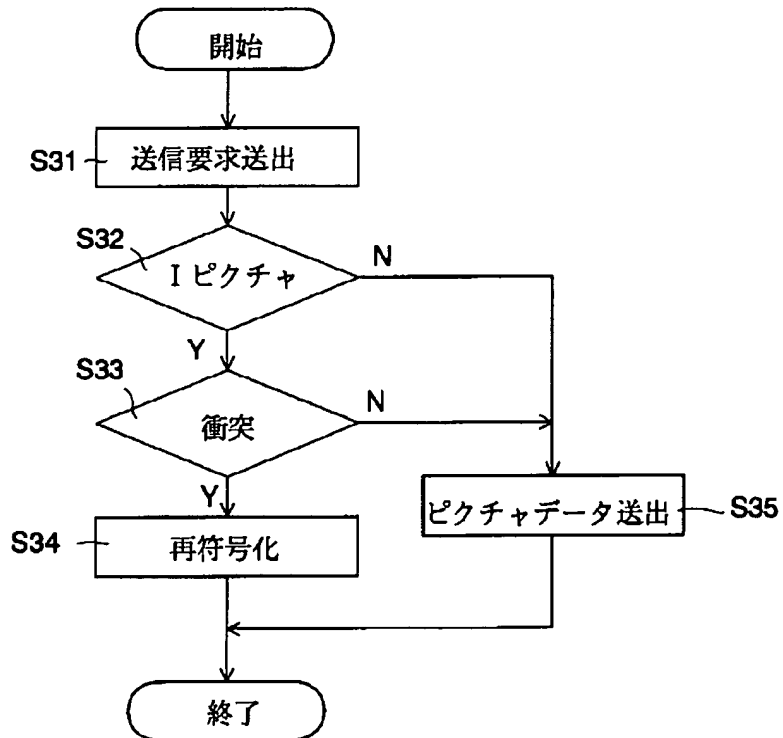 開始
S31 送信要求送出
S32
Iピクチャ
N
Y
S33
衝突
N
Y
S34 再符号化
ピクチャデータ送出 S35
終了